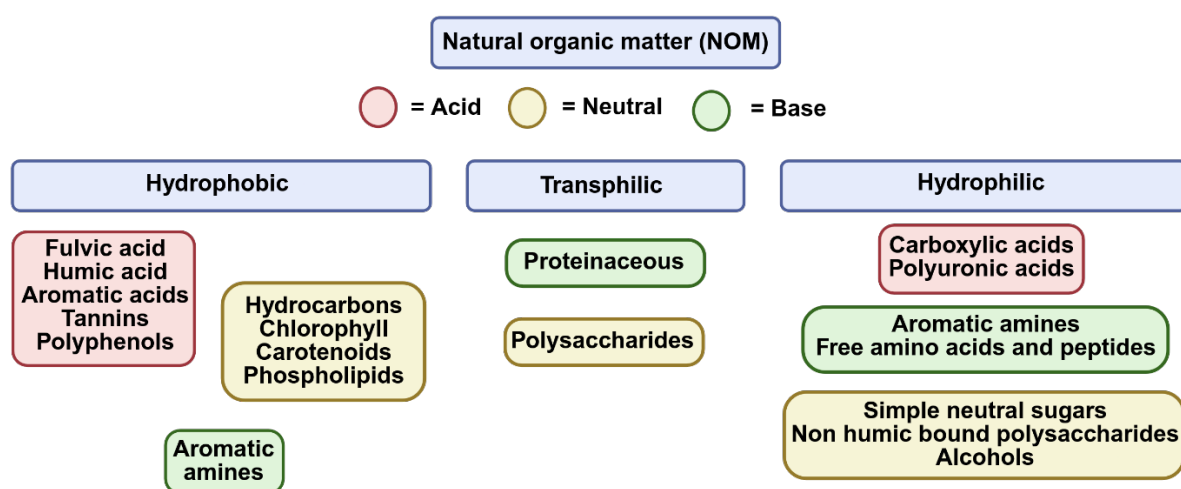 Natural organic matter (NOM)
= Acid
= Neutral
= Base
Hydrophobic
Fulvic acid
Humic acid
Aromatic acids
Tannins
Polyphenols
Hydrocarbons
Chlorophyll
Carotenoids
Phospholipids
Aromatic
amines
Transphilic
Proteinaceous
Polysaccharides
Hydrophilic
Carboxylic acids
Polyuronic acids
Aromatic amines
Free amino acids and peptides
Simple neutral sugars
Non humic bound polysaccharides
Alcohols